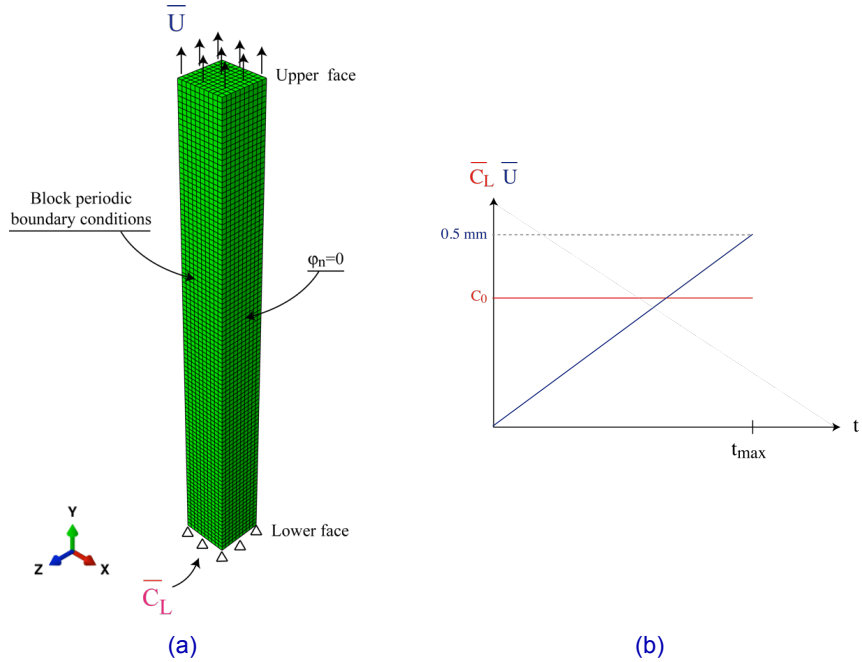 U
Upper face
Block periodic
boundary conditions
φn=0
Y
Z
X
Lower face
CL
(a)
CL U
0.5 mm
C0
t
tmax
(b)